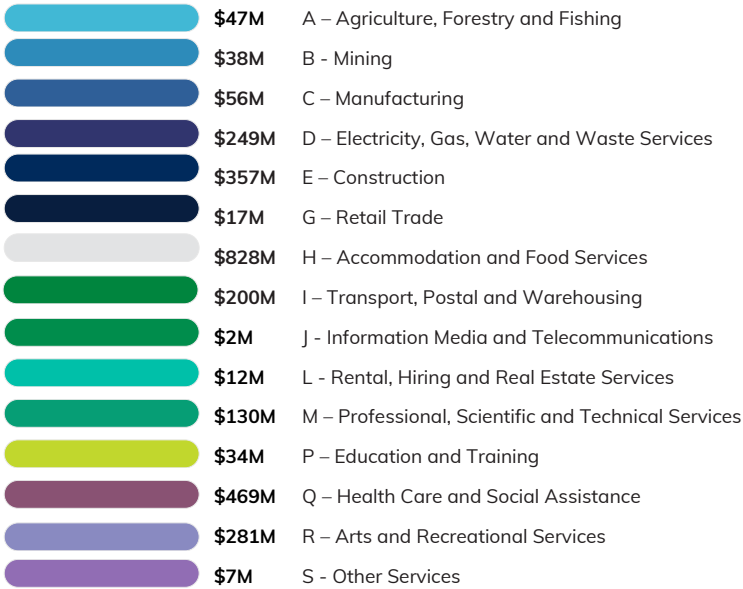 $47M A – Agriculture, Forestry and Fishing
$38M B - Mining
$56M C – Manufacturing
$249M D – Electricity, Gas, Water and Waste Services
$357M E – Construction
$17M G – Retail Trade
$828M H – Accommodation and Food Services
$200M I – Transport, Postal and Warehousing
$2M J - Information Media and Telecommunications
$12M L - Rental, Hiring and Real Estate Services
$130M M – Professional, Scientific and Technical Services
$34M P – Education and Training
$469M Q – Health Care and Social Assistance
$281M R – Arts and Recreational Services
$7M S - Other Services